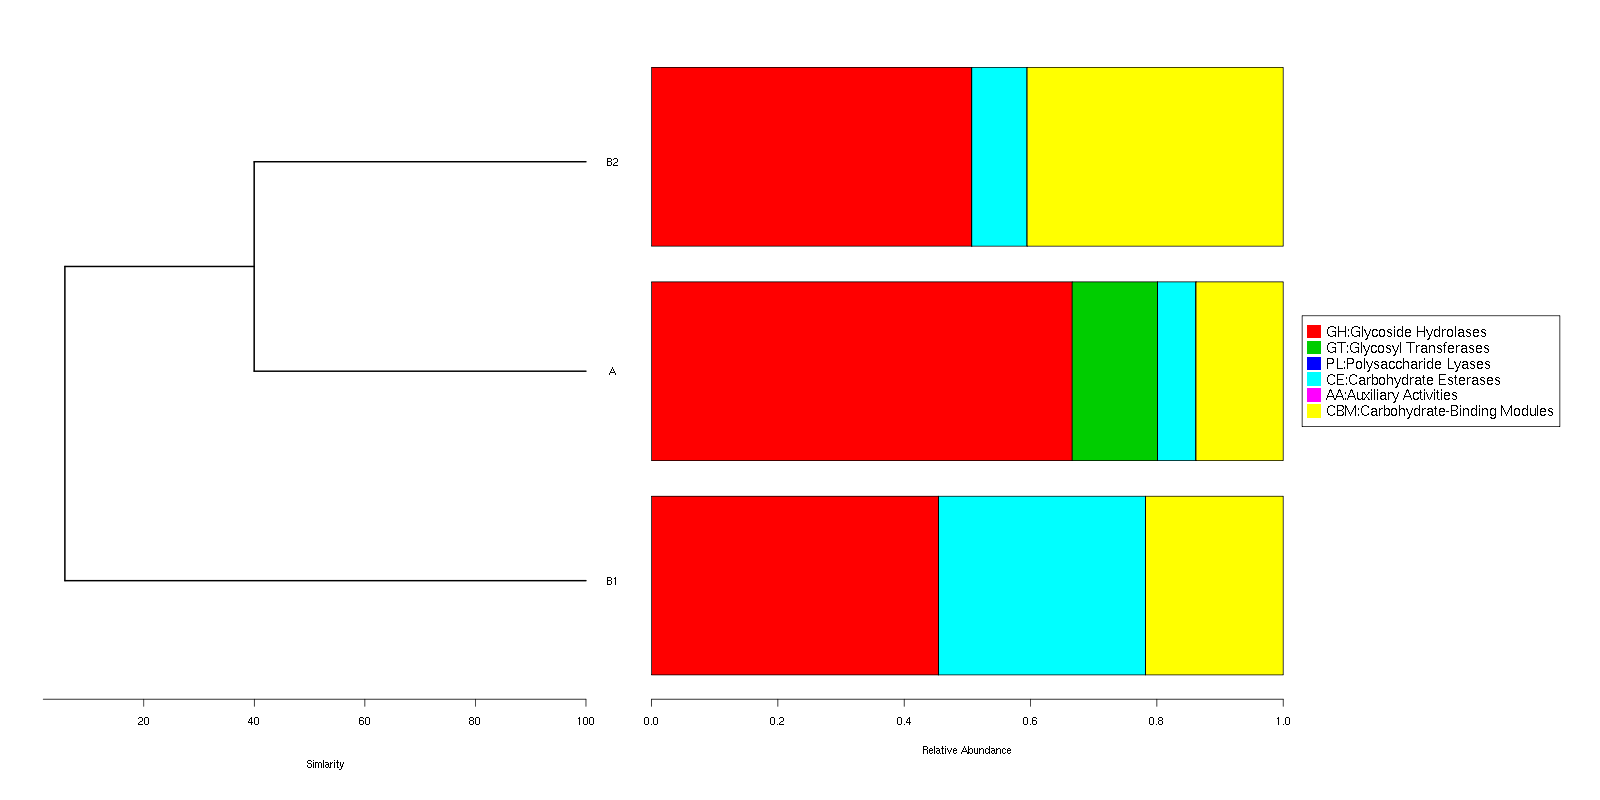 B2
A
B1
GH:Glycoside Hydrolases
GT:Glycosyl Transferases
PL:Polysaccharide Lyases
CE:Carbohydrate Esterases
AA:Auxiliary Activities
CBM:Carbohydrate-Binding Modules
20 40 60 80 100
Simlarity
0.0 0.2 0.4 0.6 0.8 1.0
Relative Abundance